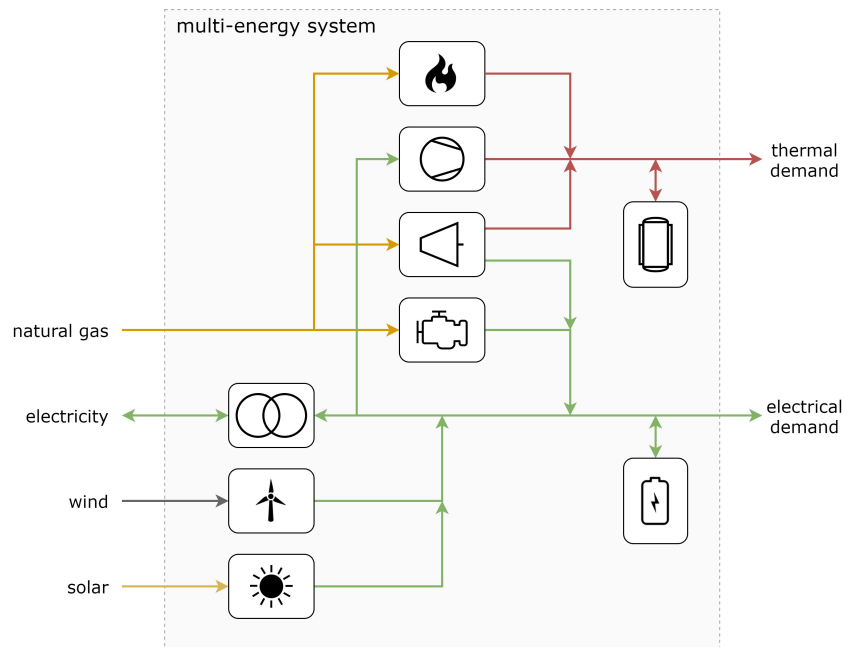 multi-energy system
thermal
demand
natural gas
electricity
electrical
demand
wind
solar